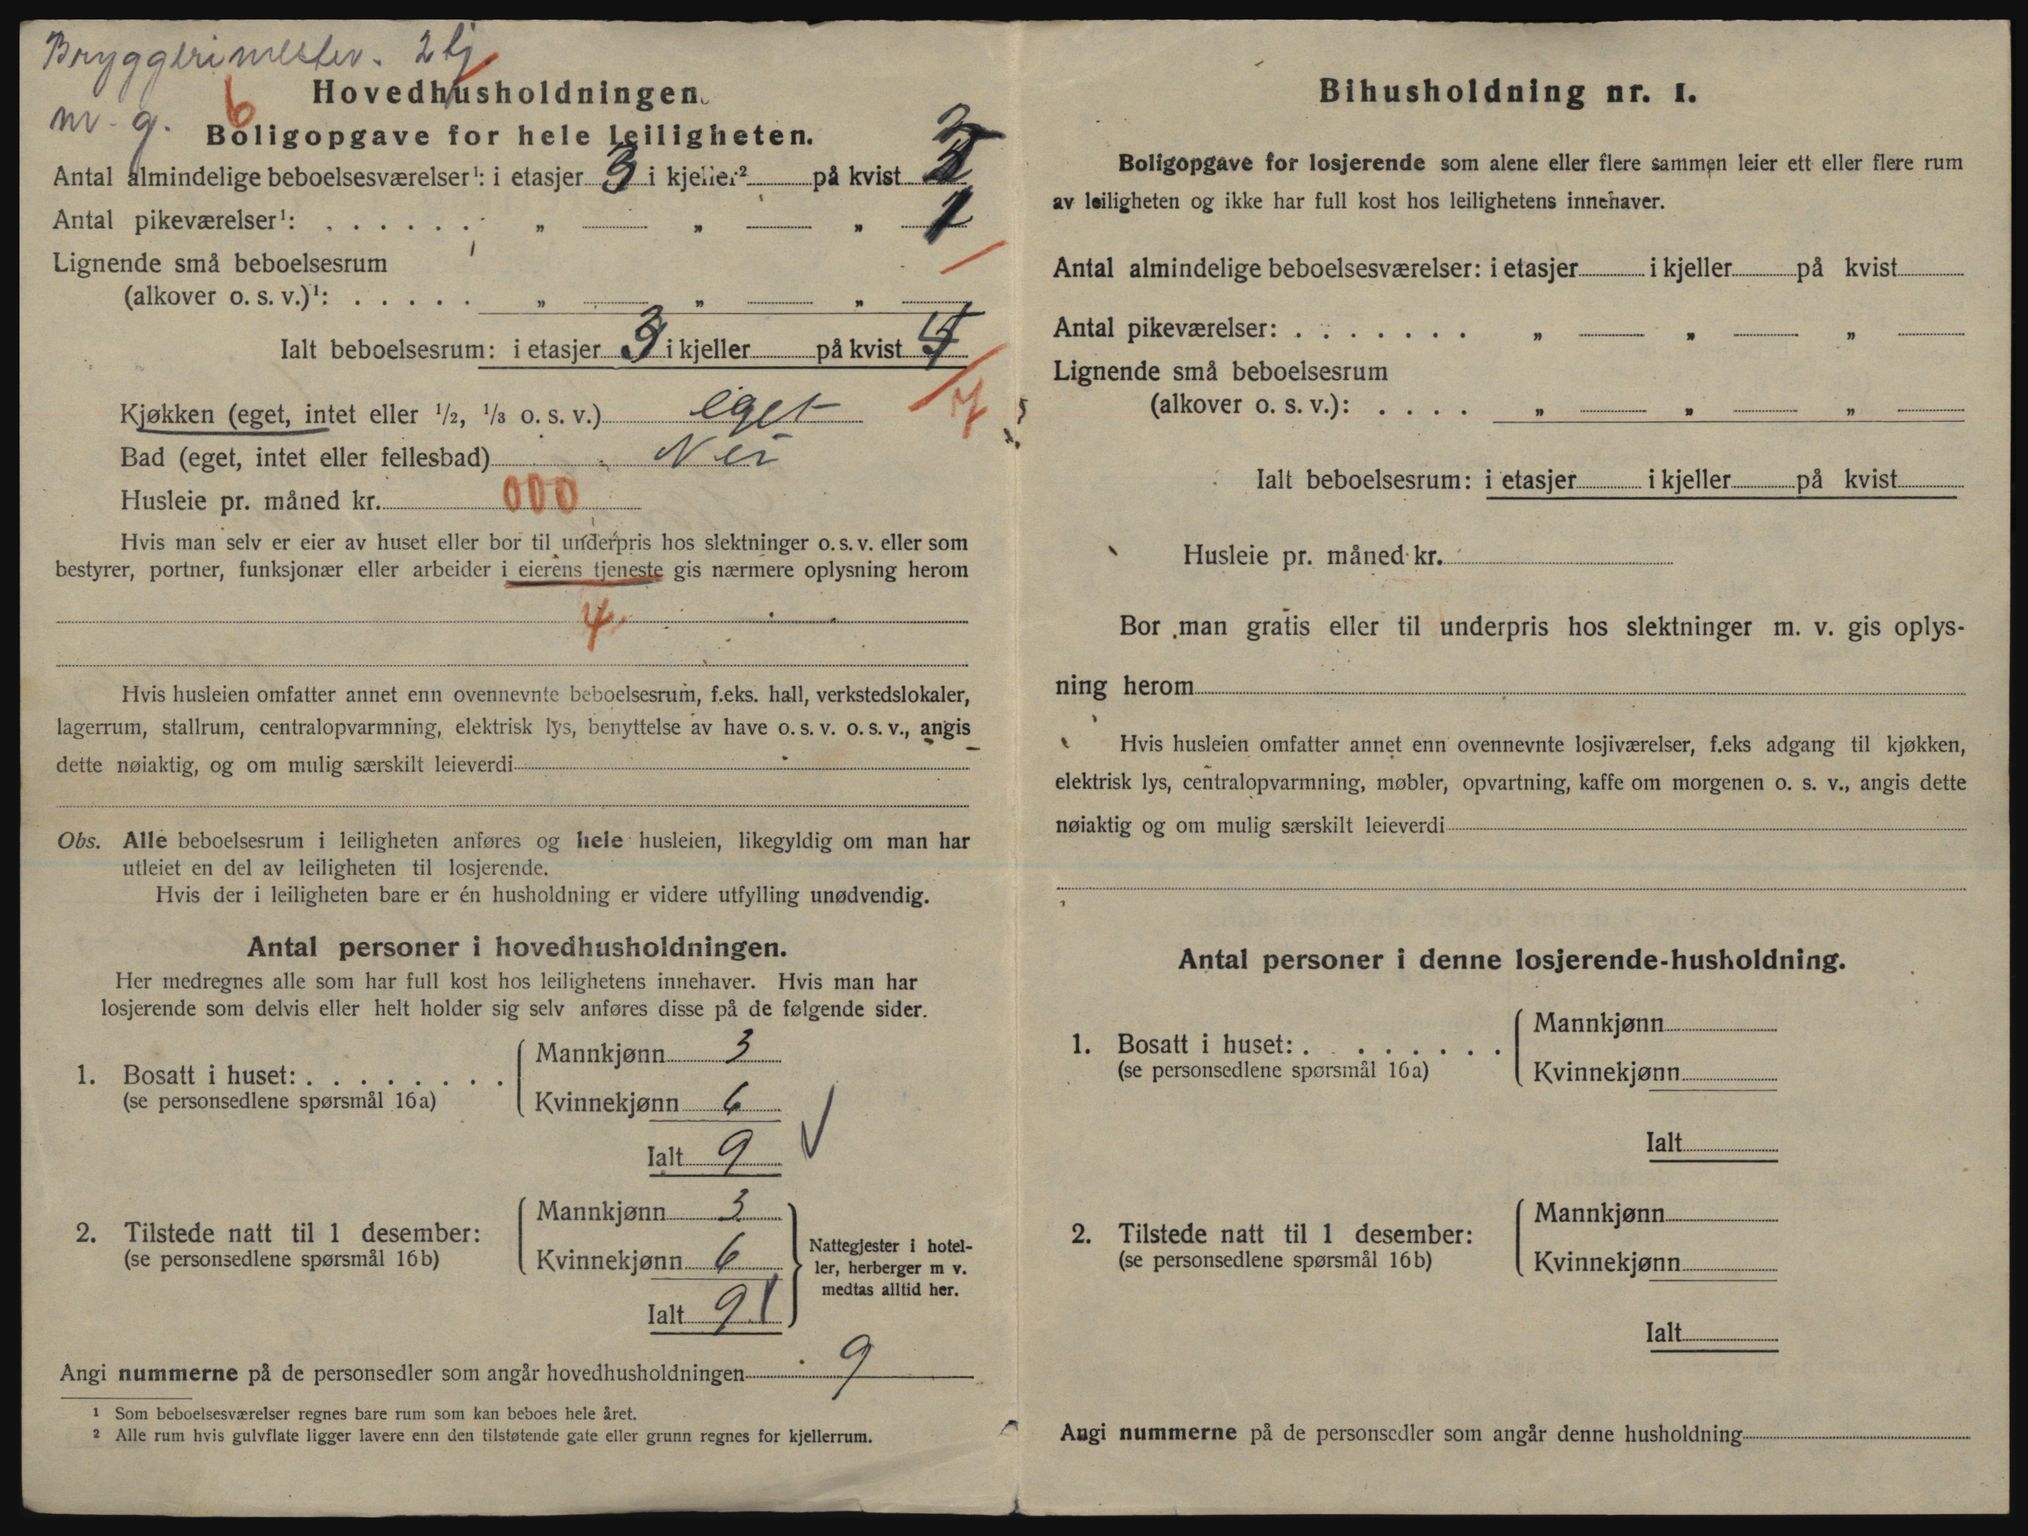 Bryggerimester. 2 tj
m. g. 6
Hovedhusholdningen.
Boligopgave for hele leiligheten.
Antal almindelige beboelsesværelser¹: i etasjer 3 i kjeller² på kvist 3
Antal pikeværelser¹: . . . . . . „ „ „ 1
Lignende små beboelsesrum
(alkover o. s. v.)¹: . . . . . „ „ „
Ialt beboelsesrum: i etasjer 3 i kjeller på kvist 4
7
Kjøkken (eget, intet eller 1/2, 1/3 o. s. v.) eget
Bad (eget, intet eller fellesbad) Nei
Husleie pr. måned kr. 000
Hvis man selv er eier av huset eller bor til underpris hos slektninger o. s. v. eller som
bestyrer, portner, funksjonær eller arbeider i eierens tjeneste gis nærmere oplysning herom
4
Hvis husleien omfatter annet enn ovennevnte beboelsesrum, f.eks. hall, verkstedslokaler,
lagerrum, stallrum, centralopvarmning, elektrisk lys, benyttelse av have o. s. v. o. s. v., angis
dette nøiaktig, og om mulig særskilt leieverdi
Obs. Alle beboelsesrum i leiligheten anføres og hele husleien, likegyldig om man har
utleiet en del av leiligheten til losjerende.
Hvis der i leiligheten bare er én husholdning er videre utfylling unødvendig.
Antal personer i hovedhusholdningen.
Her medregnes alle som har full kost hos leilighetens innehaver. Hvis man har
losjerende som delvis eller helt holder sig selv anføres disse på de følgende sider.
1. Bosatt i huset: . . . . . . . .
(se personsedlene spørsmål 16a)
Mannkjønn 3
Kvinnekjønn 6
Ialt 9
2. Tilstede natt til 1 desember:
(se personsedlene spørsmål 16b)
Mannkjønn 3
Kvinnekjønn 6
Ialt 9
Nattegjester i hotel-
ler, herberger m v.
medtas alltid her.
Angi nummerne på de personsedler som angår hovedhusholdningen 9
¹ Som beboelsesværelser regnes bare rum som kan beboes hele året.
² Alle rum hvis gulvflate ligger lavere enn den tilstøtende gate eller grunn regnes for kjellerrum.
Bihusholdning nr. 1.
Boligopgave for losjerende som alene eller flere sammen leier ett eller flere rum
av leiligheten og ikke har full kost hos leilighetens innehaver.
Antal almindelige beboelsesværelser: i etasjer i kjeller på kvist
Antal pikeværelser: . . . . . . . „ „ „
Lignende små beboelsesrum
(alkover o. s. v.): . . . . „ „ „
Ialt beboelsesrum: i etasjer i kjeller på kvist
Husleie pr. måned kr.
Bor man gratis eller til underpris hos slektninger m. v. gis oplys-
ning herom
Hvis husleien omfatter annet enn ovennevnte losjiværelser, f.eks adgang til kjøkken,
elektrisk lys, centralopvarmning, møbler, opvartning, kaffe om morgenen o. s. v., angis dette
nøiaktig og om mulig særskilt leieverdi
Antal personer i denne losjerende-husholdning.
1. Bosatt i huset: . . . . . . . .
(se personsedlene spørsmål 16a)
Mannkjønn
Kvinnekjønn
Ialt
2. Tilstede natt til 1 desember:
(se personsedlene spørsmål 16b)
Mannkjønn
Kvinnekjønn
Ialt
Angi nummerne på de personsedler som angår denne husholdning